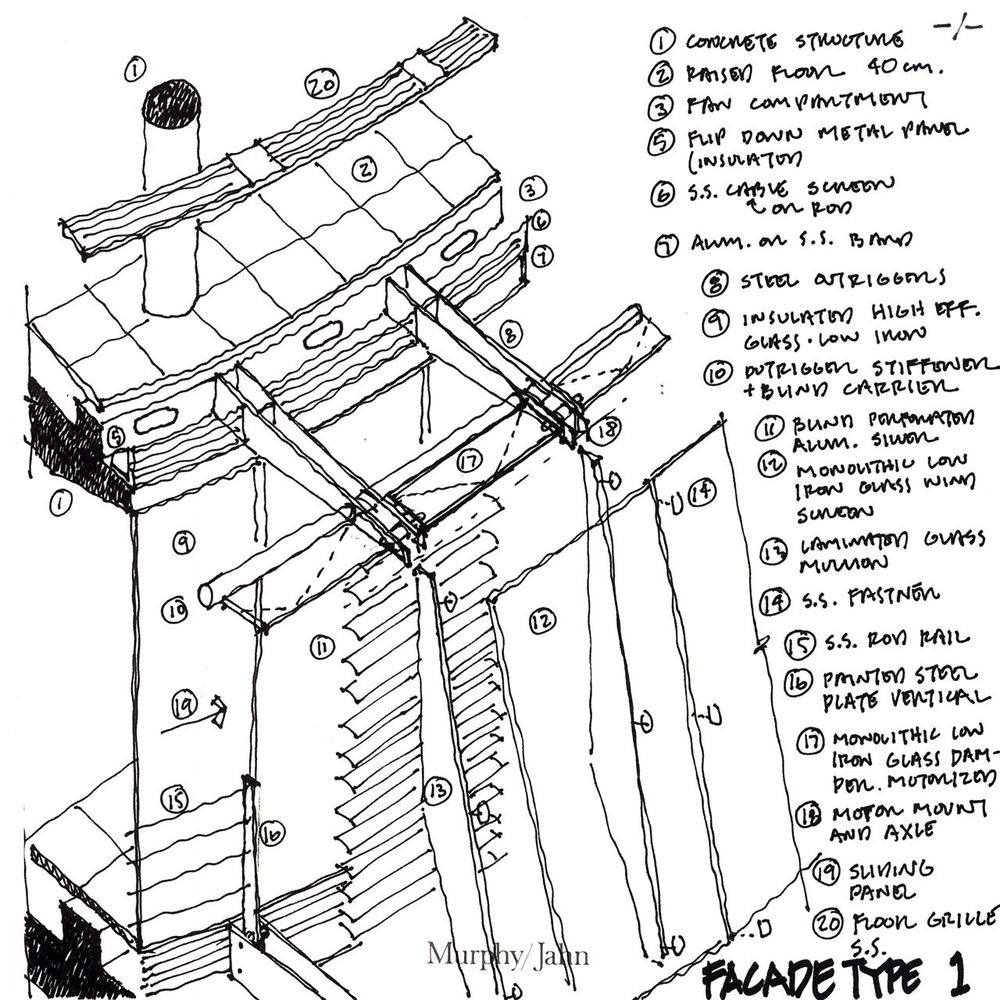 -/-
① CONCRETE STRUCTURE
② RAISED FLOOR 40 CM.
③ FAN COMPARTMENT
⑤ FLIP DOWN METAL PANEL
(INSULATED
⑥ S.S. CABLE SCREEN
OR ROD
⑦ ALUM. OR S.S. BAND
⑧ STEEL OUTRIGGERS
⑨ INSULATED HIGH EFF.
GLASS · LOW IRON
⑩ OUTRIGGER STIFFENER
+ BLIND CARRIER
⑪ BLIND PERFORATED
ALUM. SILVER
⑫ MONOLITHIC LOW
IRON GLASS WIND
SCREEN
⑬ LAMINATED GLASS
MULLION
⑭ S.S. FASTNER
⑮ S.S. ROD RAIL
⑯ PAINTED STEEL
PLATE VERTICAL
⑰ MONOLITHIC LOW
IRON GLASS DAM-
PER. MOTORIZED
⑱ MOTOR MOUNT
AND AXLE
⑲ SLIDING
PANEL
⑳ FLOOR GRILLE
S.S.
FACADE TYPE 1
①
⑳
②
③
⑥
⑦
⑧
⑤
⑱
⑰
⑭
①
⑨
⑩
⑪
⑫
⑲
⑮
⑬
⑯
Murphy/Jahn